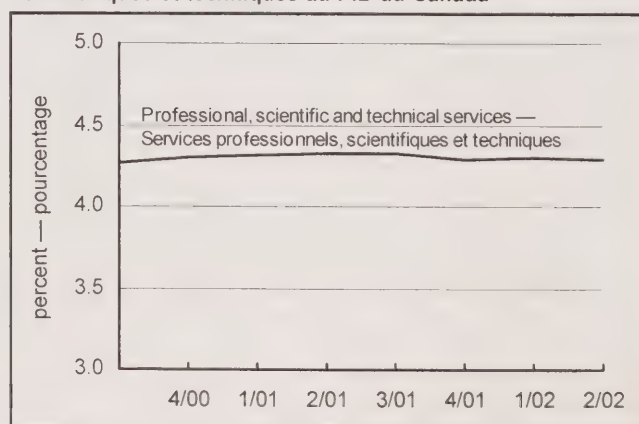 5.0
Professional, scientific and technical services —
4.5
Services professionnels, scientifiques et techniques
4.0
percent — pourcentage
3.5
3.0
4/00 1/01 2/01 3/01 4/01 1/02 2/02